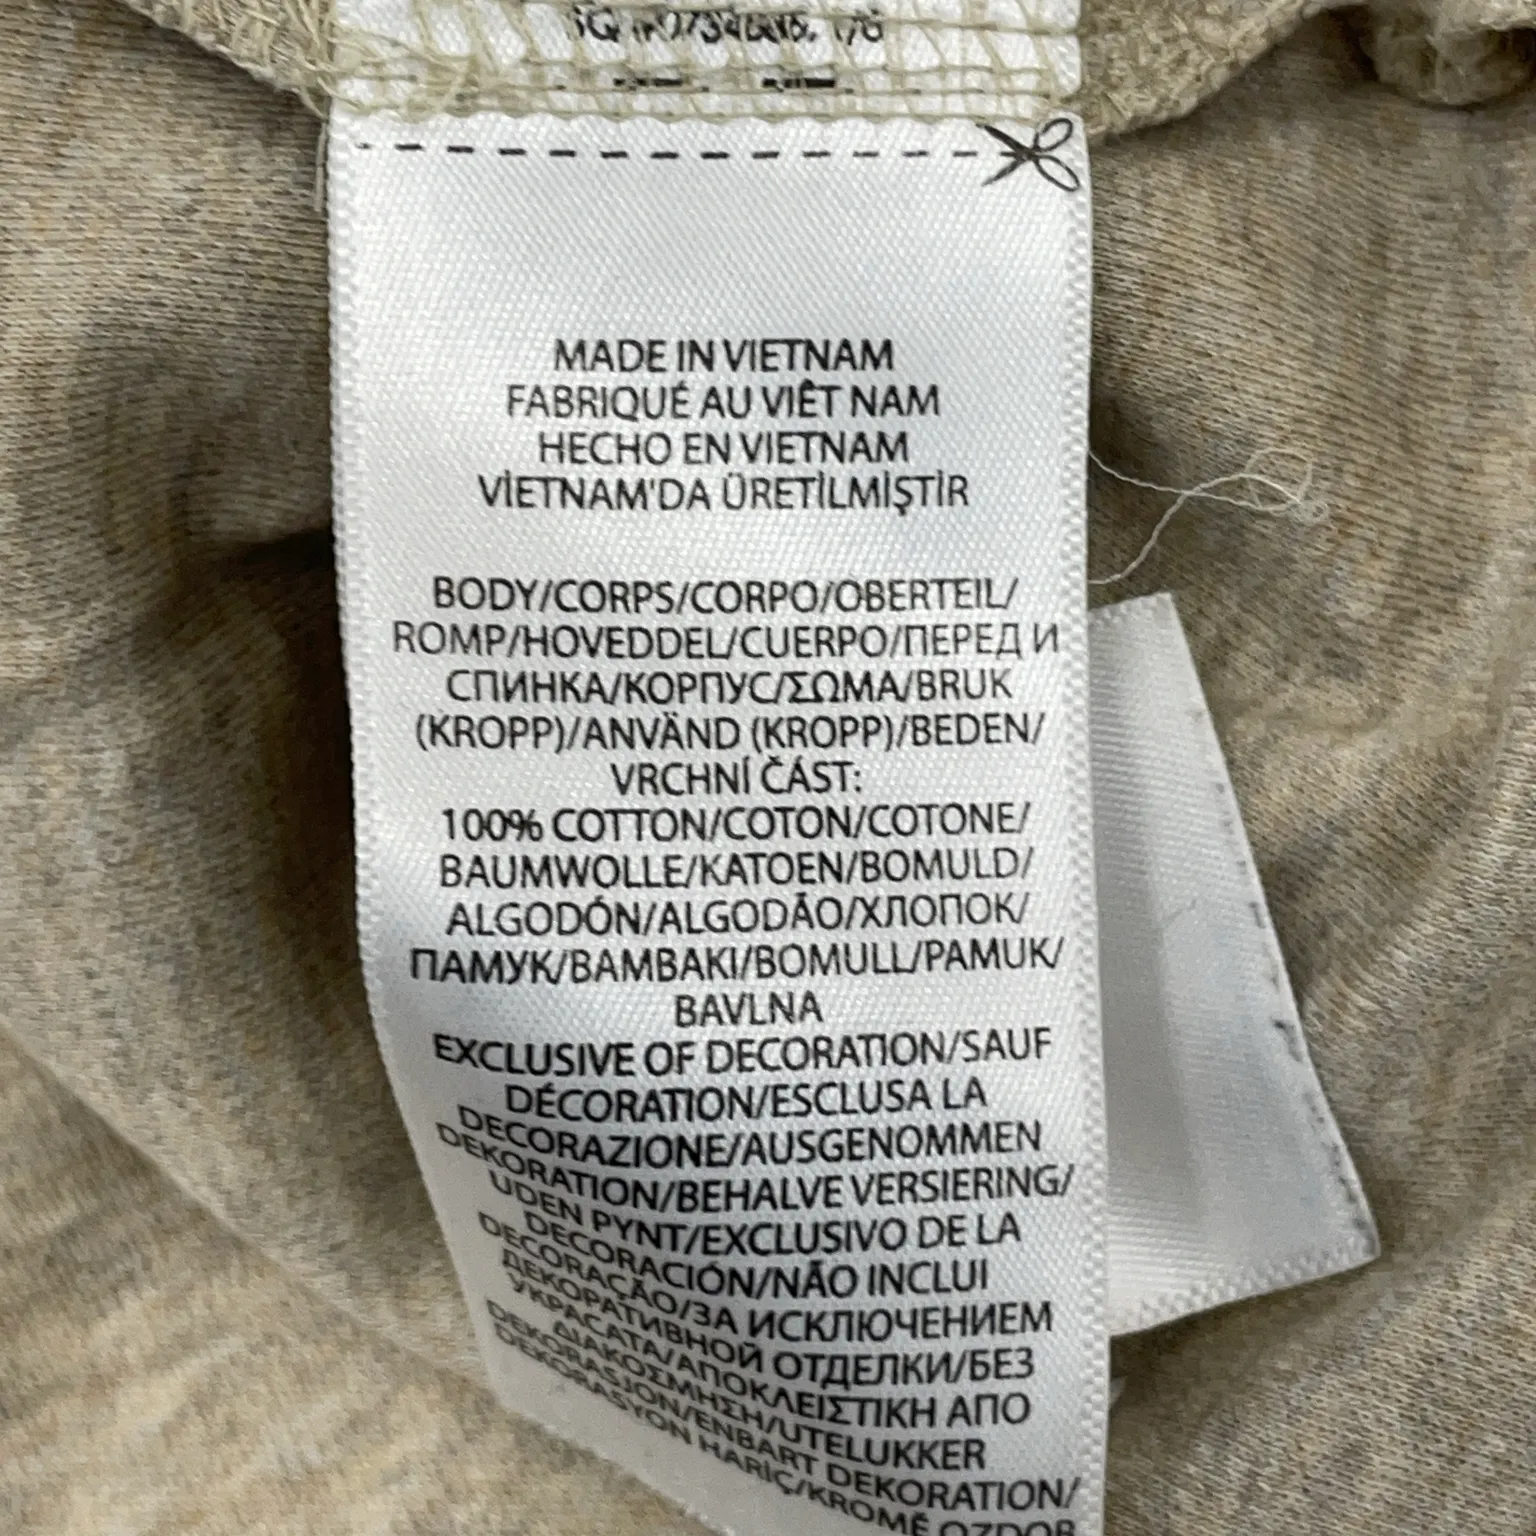 MADE IN VIETNAM
FABRIQUÉ AU VIÊT NAM
HECHO EN VIETNAM
VİETNAM'DA ÜRETİLMİŞTİR
BODY/CORPS/CORPO/OBERTEIL/
ROMP/HOVEDDEL/CUERPO/ПЕРЕД И
СПИНКА/КОРПУС/ΣΩΜΑ/BRUK
(KROPP)/ANVÄND (KROPP)/BEDEN/
VRCHNÍ ČÁST:
100% COTTON/COTON/COTONE/
BAUMWOLLE/KATOEN/BOMULD/
ALGODÓN/ALGODÃO/ХЛОПОК/
ПАМУК/BAMBAKI/BOMULL/PAMUK/
BAVLNA
EXCLUSIVE OF DECORATION/SAUF
DÉCORATION/ESCLUSA LA
DECORAZIONE/AUSGENOMMEN
DEKORATION/BEHALVE VERSIERING/
UDEN PYNT/EXCLUSIVO DE LA
DECORACIÓN/NÃO INCLUI
DECORAÇÃO/ЗА ИСКЛЮЧЕНИЕМ
ДЕКОРАТИВНОЙ ОТДЕЛКИ/БЕЗ
УКРАСАТА/ΑΠΟΚΛΕΙΣΤΙΚΗ ΑΠΟ
ΔΙΑΚΟΣΜΗΣΗ/UTELUKKER
DEKORASJON/ENBART DEKORATION/
DEKORASYON HARİÇ/KROMĚ OZDOB